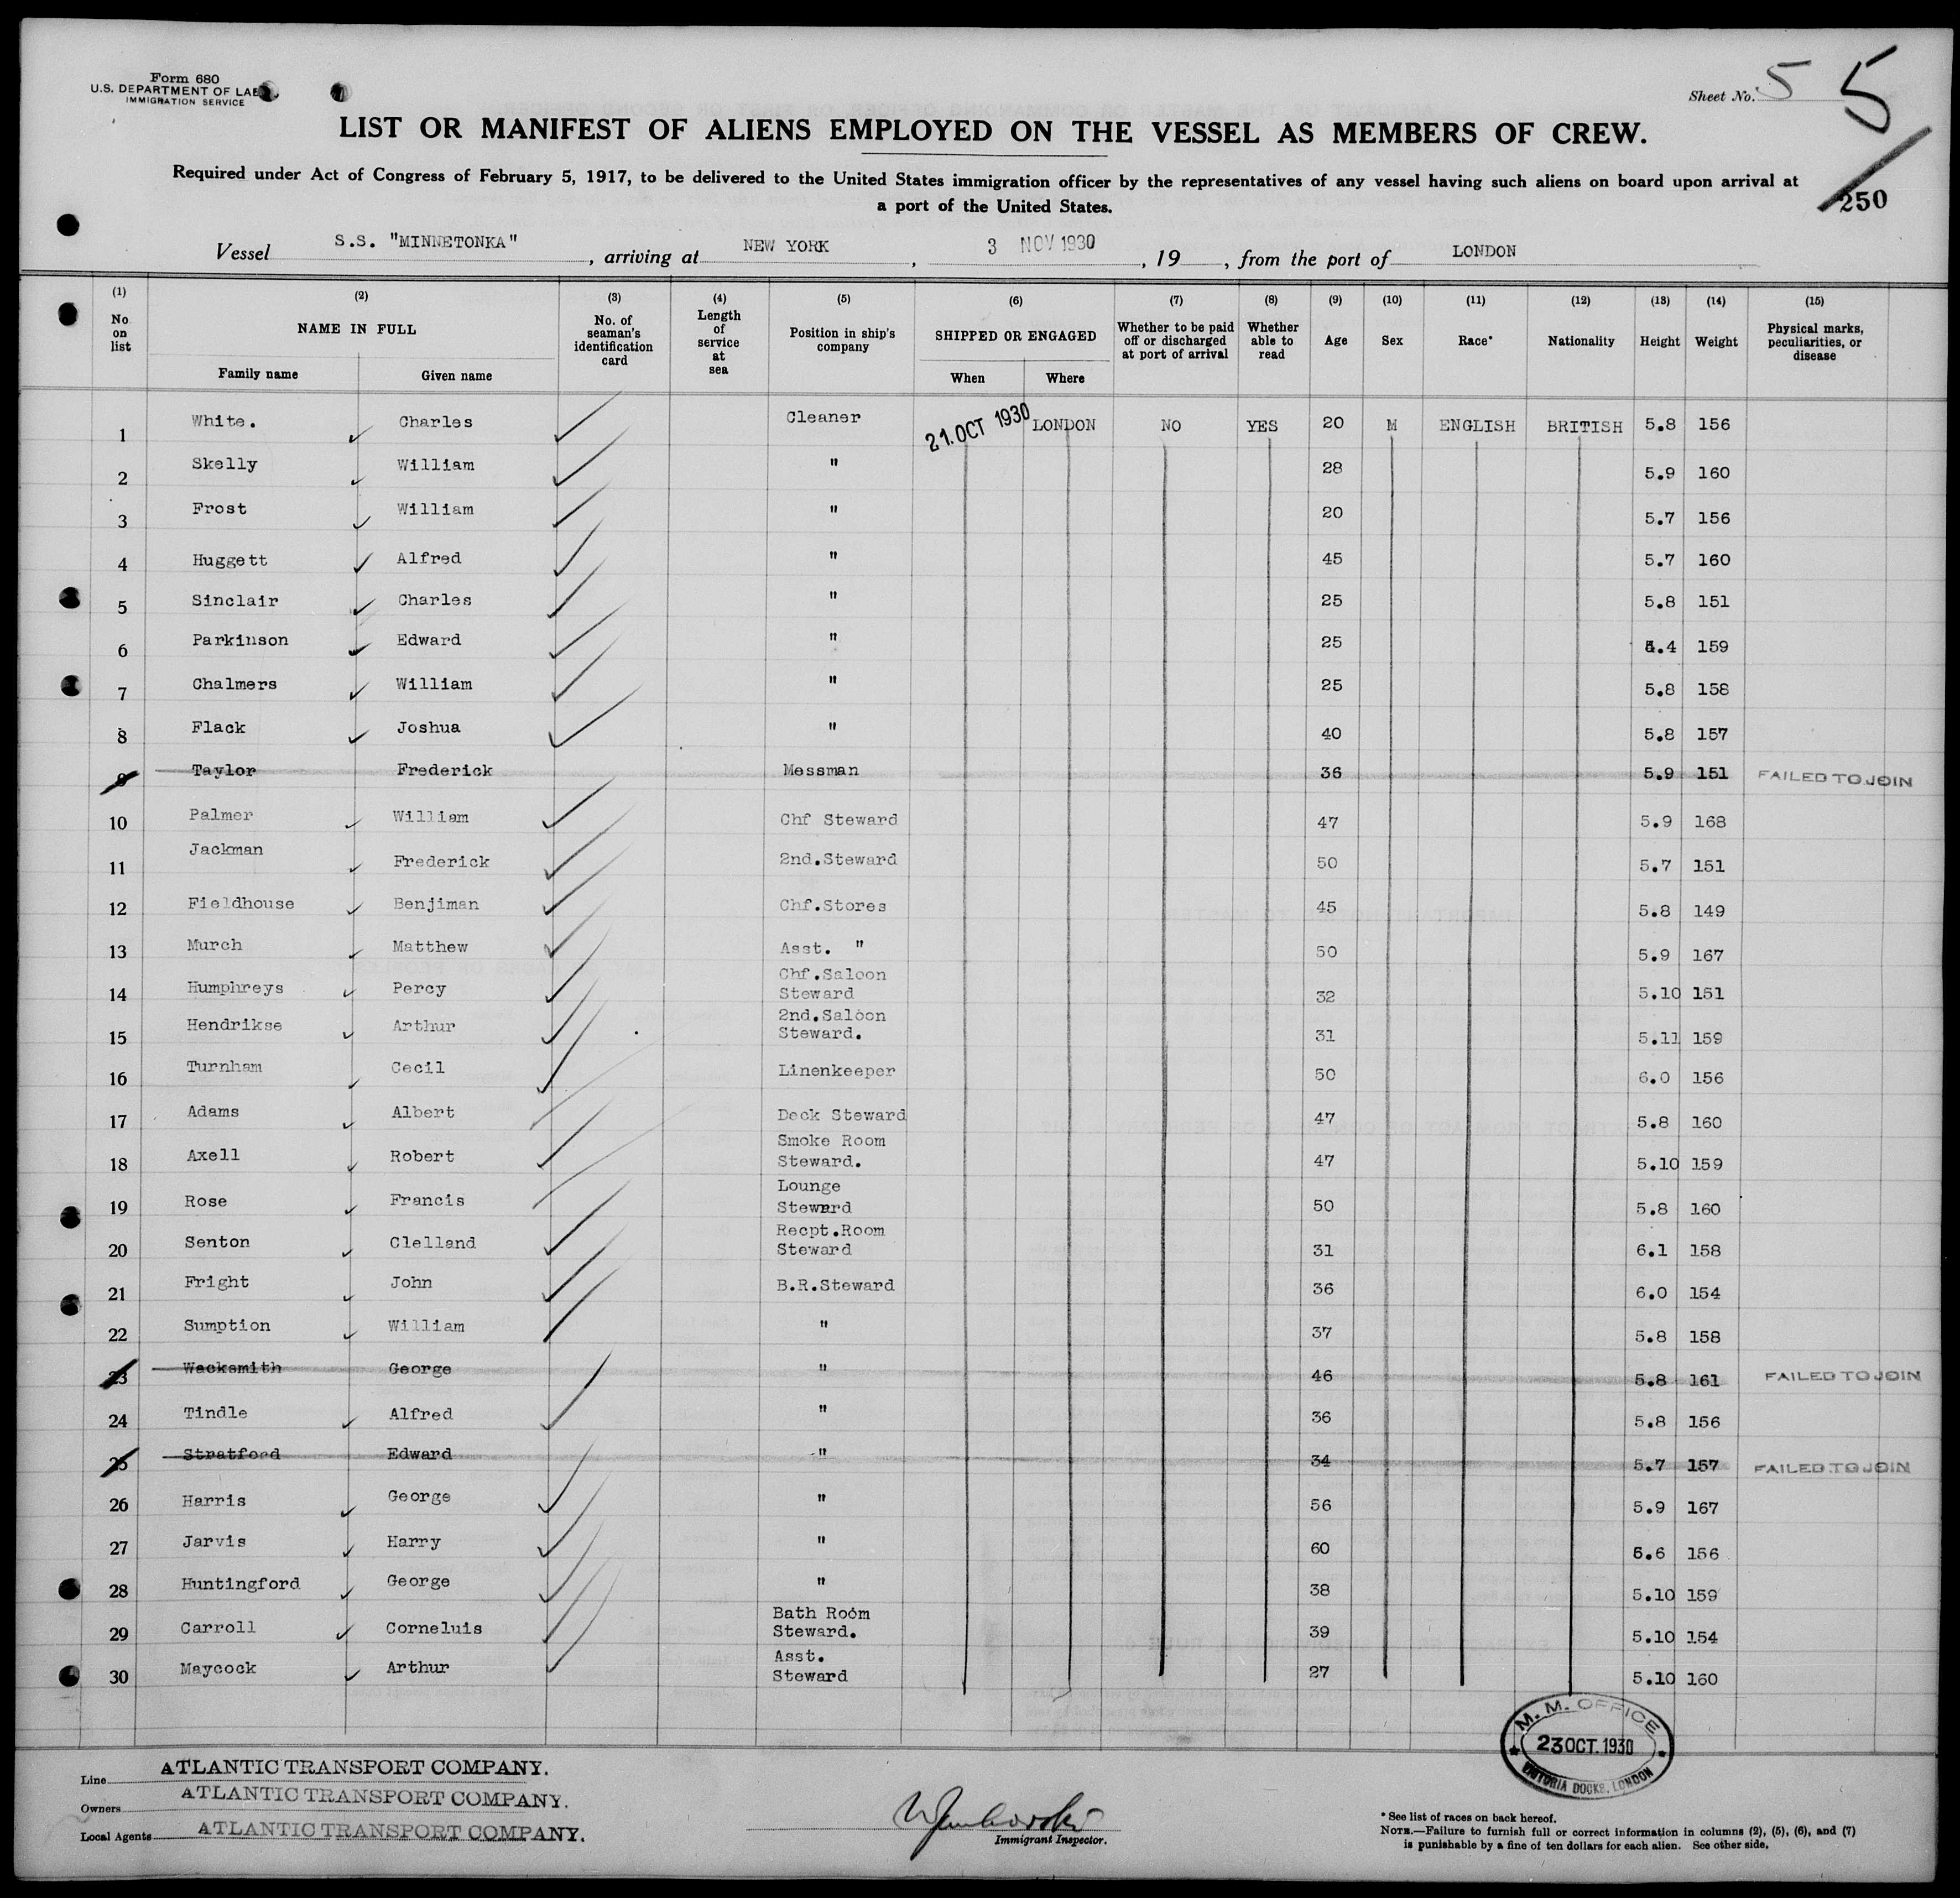 Form 680
U.S. DEPARTMENT OF LAB
IMMIGRATION SERVICE
Sheet No. 5
5
LIST OR MANIFEST OF ALIENS EMPLOYED ON THE VESSEL AS MEMBERS OF CREW.
Required under Act of Congress of February 5, 1917, to be delivered to the United States immigration officer by the representatives of any vessel having such aliens on board upon arrival at
a port of the United States.
250
Vessel S.S. "MINNETONKA" , arriving at NEW YORK , 3 NOV 1930 , 19 , from the port of LONDON
(1) (2) (3) (4) (5) (6) (7) (8) (9) (10) (11) (12) (13) (14) (15)
No. on list NAME IN FULL Family name Given name No. of seaman's identification card Length of service at sea Position in ship's company SHIPPED OR ENGAGED When Where Whether to be paid off or discharged at port of arrival Whether able to read Age Sex Race* Nationality Height Weight Physical marks, peculiarities, or disease
1 White. Charles Cleaner 21.OCT 1930 LONDON NO YES 20 M ENGLISH BRITISH 5.8 156
2 Skelly William " 28 5.9 160
3 Frost William " 20 5.7 156
4 Huggett Alfred " 45 5.7 160
5 Sinclair Charles " 25 5.8 151
6 Parkinson Edward " 25 5.4 159
7 Chalmers William " 25 5.8 158
8 Flack Joshua " 40 5.8 157
9 Taylor Frederick Messman 36 5.9 151 FAILED TO JOIN
10 Palmer William Chf Steward 47 5.9 168
11 Jackman Frederick 2nd.Steward 50 5.7 151
12 Fieldhouse Benjiman Chf.Stores 45 5.8 149
13 Murch Matthew Asst. " 50 5.9 167
14 Humphreys Percy Chf.Saloon Steward 32 5.10 151
15 Hendrikse Arthur 2nd.Saloon Steward. 31 5.11 159
16 Turnham Cecil Linenkeeper 50 6.0 156
17 Adams Albert Deck Steward 47 5.8 160
18 Axell Robert Smoke Room Steward. 47 5.10 159
19 Rose Francis Lounge Steward 50 5.8 160
20 Senton Clelland Recpt.Room Steward 31 6.1 158
21 Fright John B.R.Steward 36 6.0 154
22 Sumption William " 37 5.8 158
23 Wacksmith George " 46 5.8 161 FAILED TO JOIN
24 Tindle Alfred " 36 5.8 156
25 Stratford Edward " 34 5.7 157 FAILED TO JOIN
26 Harris George " 56 5.9 167
27 Jarvis Harry " 60 5.6 156
28 Huntingford George " 38 5.10 159
29 Carroll Corneluis Bath Room Steward. 39 5.10 154
30 Maycock Arthur Asst. Steward 27 5.10 160
M. M. OFFICE
23 OCT. 1930
VICTORIA DOCKS, LONDON
Line ATLANTIC TRANSPORT COMPANY.
Owners ATLANTIC TRANSPORT COMPANY.
Local Agents ATLANTIC TRANSPORT COMPANY.
Immigrant Inspector.
* See list of races on back hereof.
NOTE.—Failure to furnish full or correct information in columns (2), (5), (6), and (7)
is punishable by a fine of ten dollars for each alien. See other side.